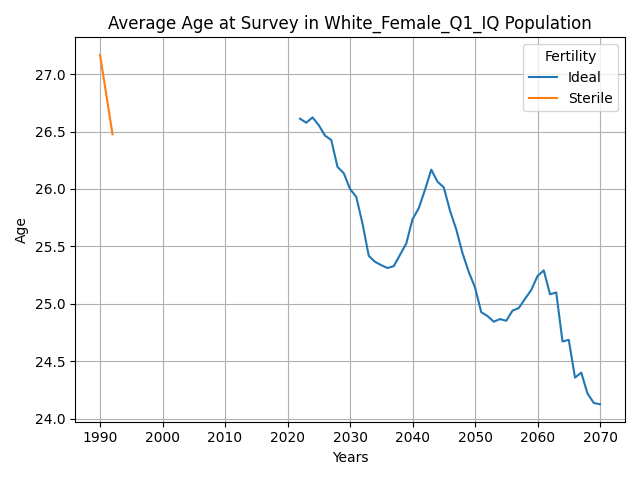 Average Age at Survey in White_Female_Q1_IQ Population
Fertility
Ideal
Sterile
27.0
26.5
26.0
25.5
25.0
24.5
24.0
Age
1990 2000 2010 2020 2030 2040 2050 2060 2070
Years